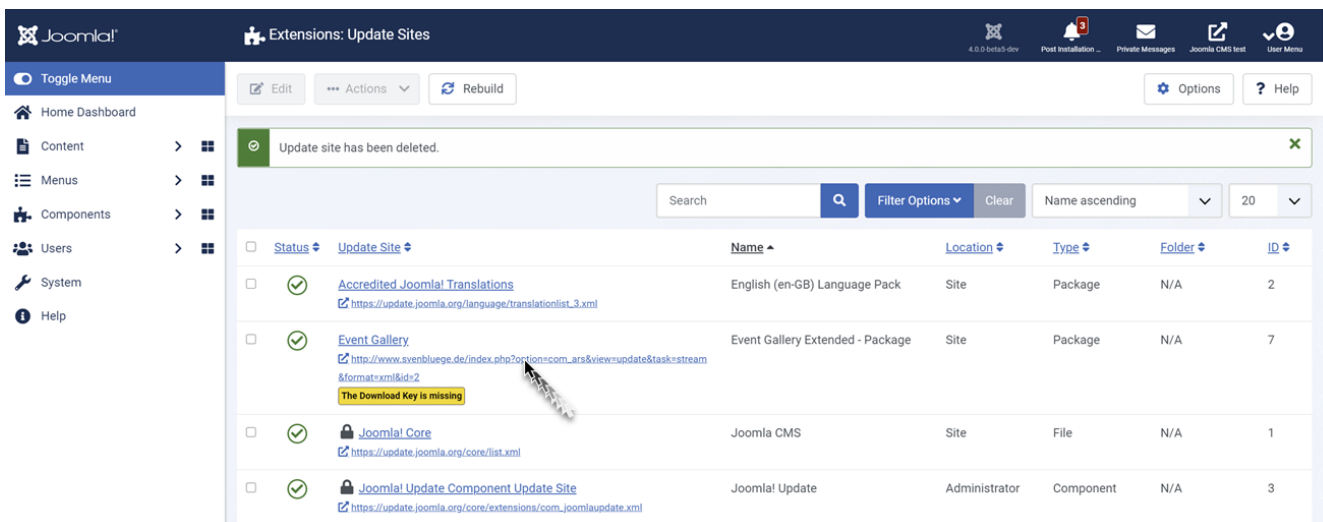 Joomla!
Extensions: Update Sites
4.0.0-beta5-dev
3
Post Installation ...
Private Messages
Joomla CMS test
User Menu
Toggle Menu
Home Dashboard
Content
Menus
Components
Users
System
Help
Edit
Actions
Rebuild
Options
? Help
Update site has been deleted.
Search
Filter Options
Clear
Name ascending
20
Status Update Site Name Location Type Folder ID
Accredited Joomla! Translations English (en-GB) Language Pack Site Package N/A 2
https://update.joomla.org/language/translationlist_3.xml
Event Gallery Event Gallery Extended - Package Site Package N/A 7
http://www.svenbluege.de/index.php?option=com_ars&view=update&task=stream
&format=xml&id=2
The Download Key is missing
Joomla! Core Joomla CMS Site File N/A 1
https://update.joomla.org/core/list.xml
Joomla! Update Component Update Site Joomla! Update Administrator Component N/A 3
https://update.joomla.org/core/extensions/com_joomlaupdate.xml